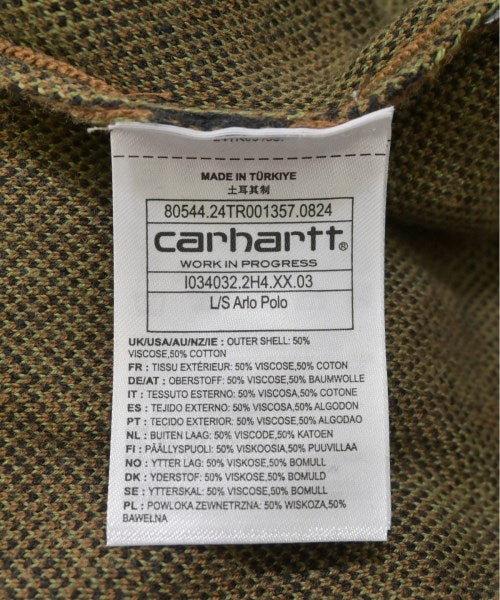 MADE IN TÜRKIYE
土耳其制
80544.24TR001357.0824
carhartt®
WORK IN PROGRESS
I034032.2H4.XX.03
L/S Arlo Polo
UK/USA/AU/NZ/IE : OUTER SHELL: 50%
VISCOSE,50% COTTON
FR : TISSU EXTÉRIEUR: 50% VISCOSE,50% COTON
DE/AT : OBERSTOFF: 50% VISCOSE,50% BAUMWOLLE
IT : TESSUTO ESTERNO: 50% VISCOSA,50% COTONE
ES : TEJIDO EXTERNO: 50% VISCOSA,50% ALGODON
PT : TECIDO EXTERIOR: 50% VISCOSE,50% ALGODAO
NL : BUITEN LAAG: 50% VISCODE,50% KATOEN
FI : PÄÄLLYSPUOLI: 50% VISKOOSIA,50% PUUVILLAA
NO : YTTER LAG: 50% VISKOSE,50% BOMULL
DK : YDERSTOF: 50% VISKOSE,50% BOMULD
SE : YTTERSKAL: 50% VISKOS,50% BOMULL
PL : POWLOKA ZEWNETRZNA: 50% WISKOZA,50%
BAWEŁNA